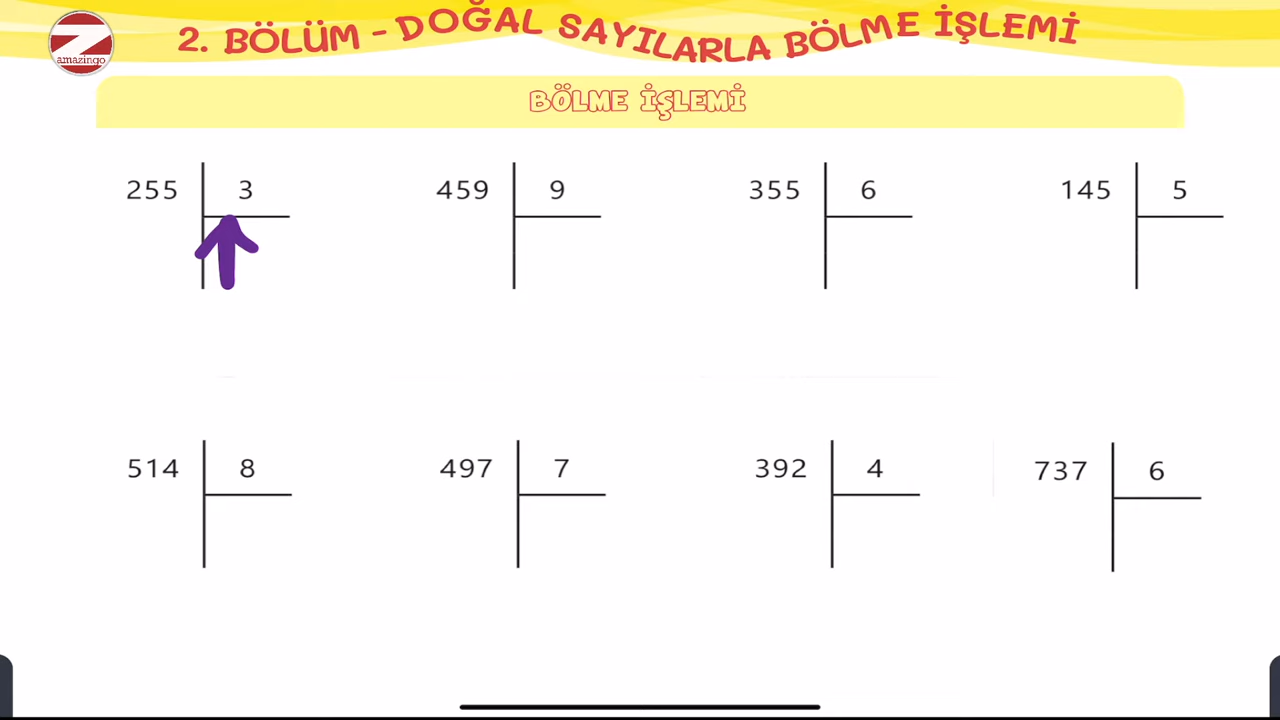 amazingo
2. BÖLÜM - DOĞAL SAYILARLA BÖLME İŞLEMİ
BÖLME İŞLEMİ
255 3 459 9 355 6 145 5
514 8 497 7 392 4 737 6